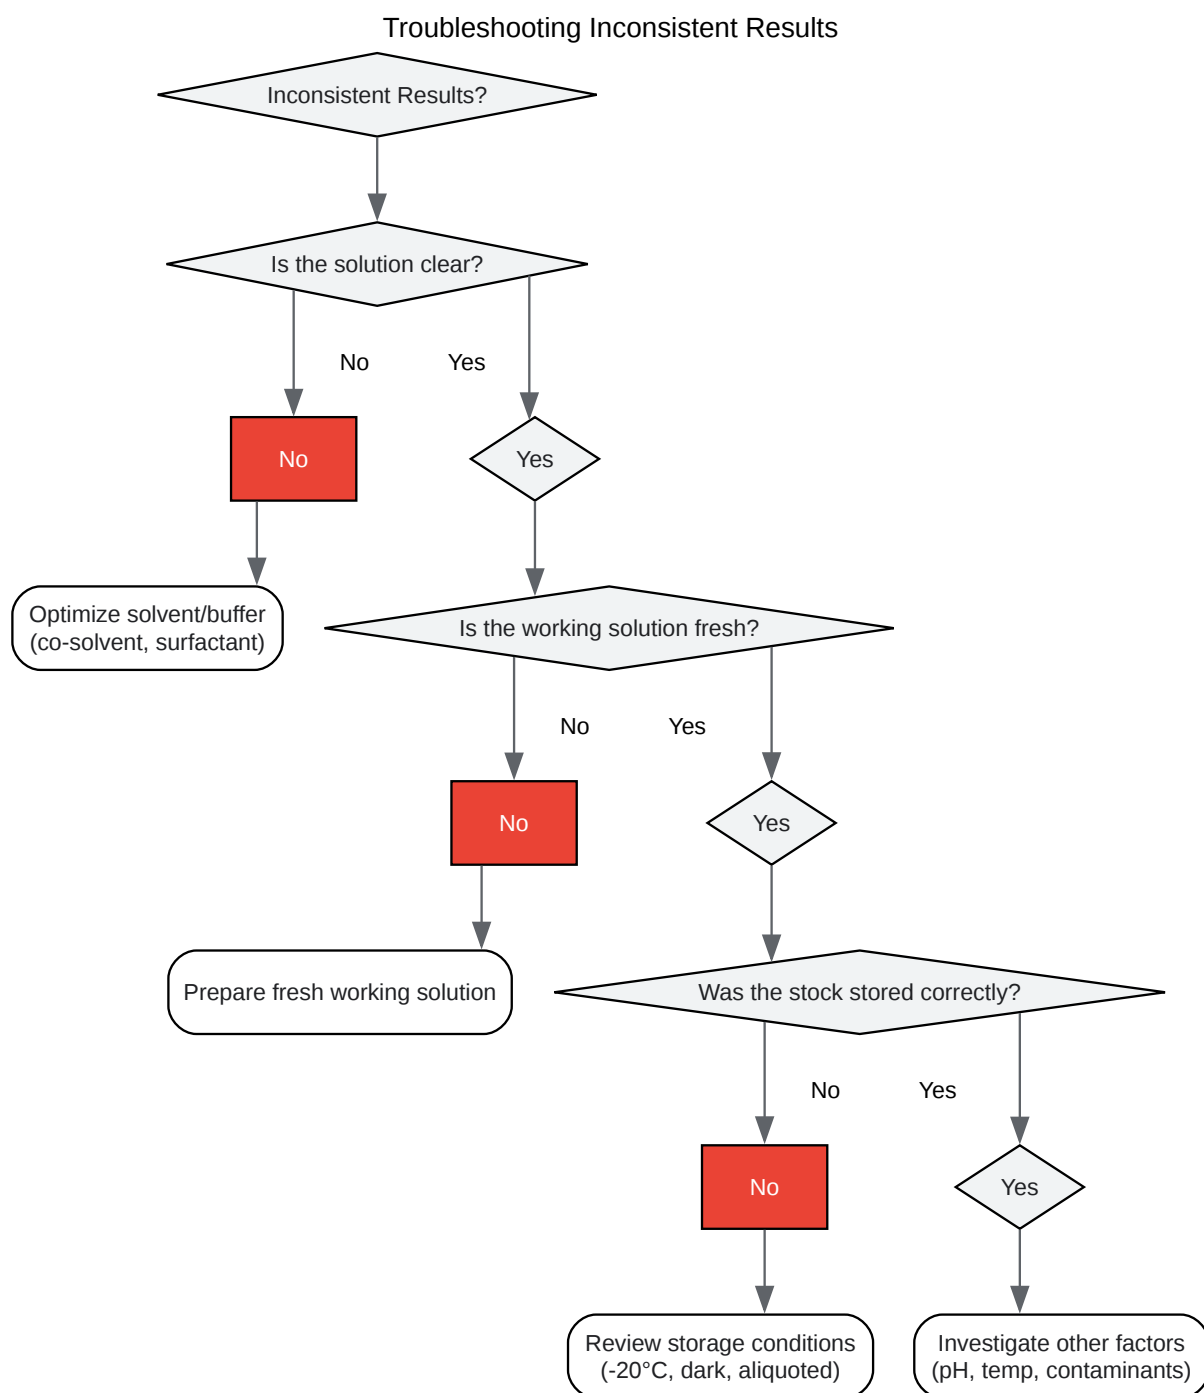 Troubleshooting Inconsistent Results
Inconsistent Results?
Is the solution clear?
No
Yes
No
Yes
Optimize solvent/buffer
(co-solvent, surfactant)
Is the working solution fresh?
No
Yes
No
Yes
Prepare fresh working solution
Was the stock stored correctly?
No
Yes
No
Yes
Review storage conditions
(-20°C, dark, aliquoted)
Investigate other factors
(pH, temp, contaminants)